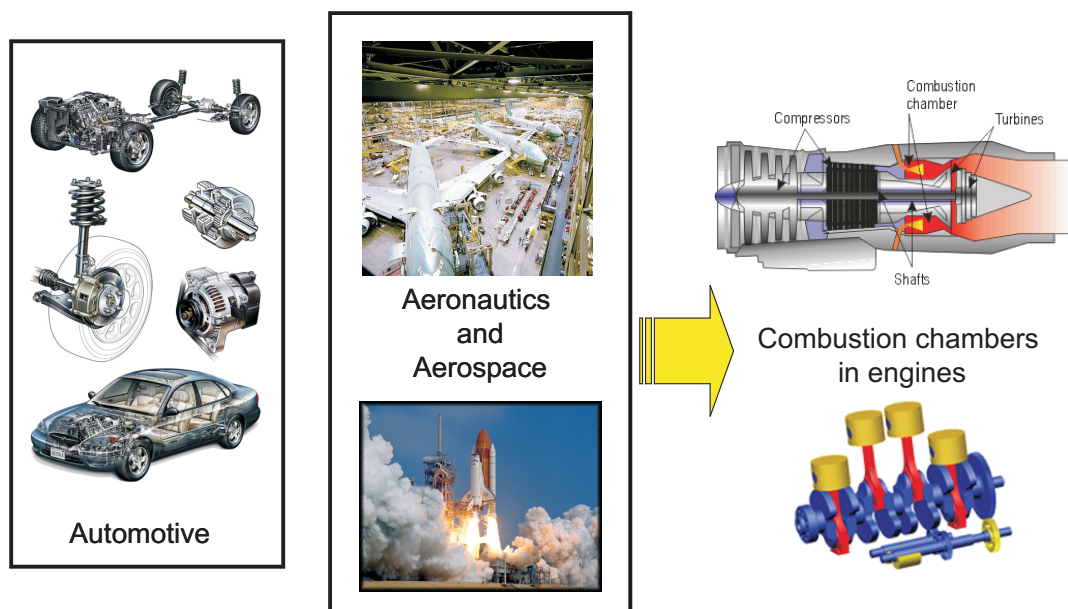 Automotive
Aeronautics
and
Aerospace
Combustion
chamber
Compressors
Turbines
Shafts
Combustion chambers
in engines